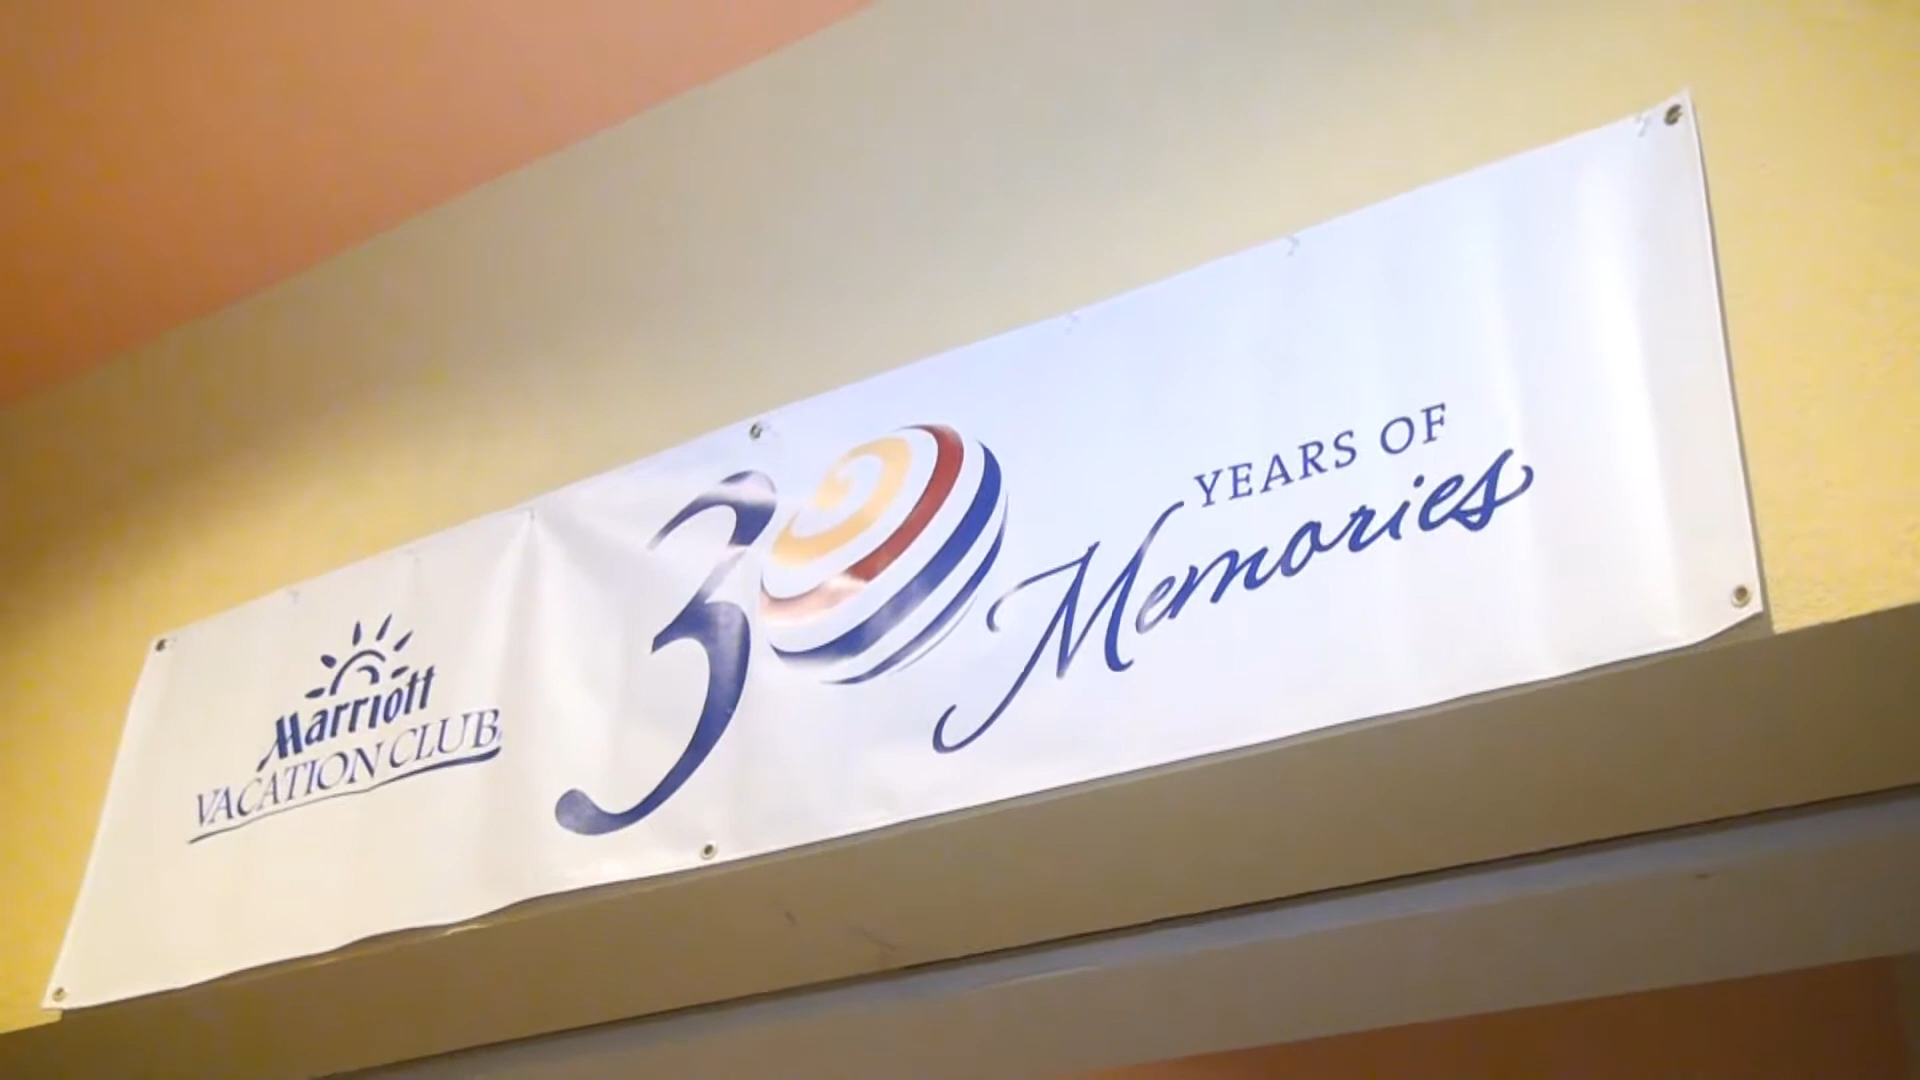 Marriott
VACATION CLUB
30
YEARS OF
Memories